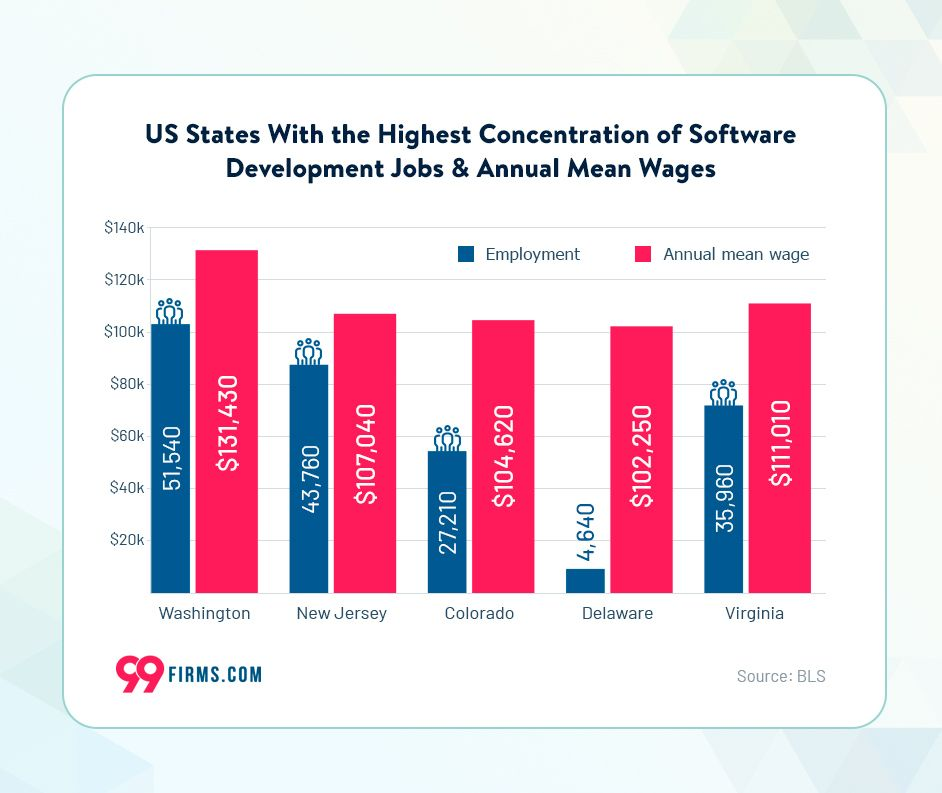 US States With the Highest Concentration of Software
Development Jobs & Annual Mean Wages
$140k
$120k
$100k
$80k
$60k
$40k
$20k
Employment
Annual mean wage
51,540
$131,430
43,760
$107,040
27,210
$104,620
4,640
$102,250
35,960
$111,010
Washington
New Jersey
Colorado
Delaware
Virginia
99FIRMS.COM
Source: BLS